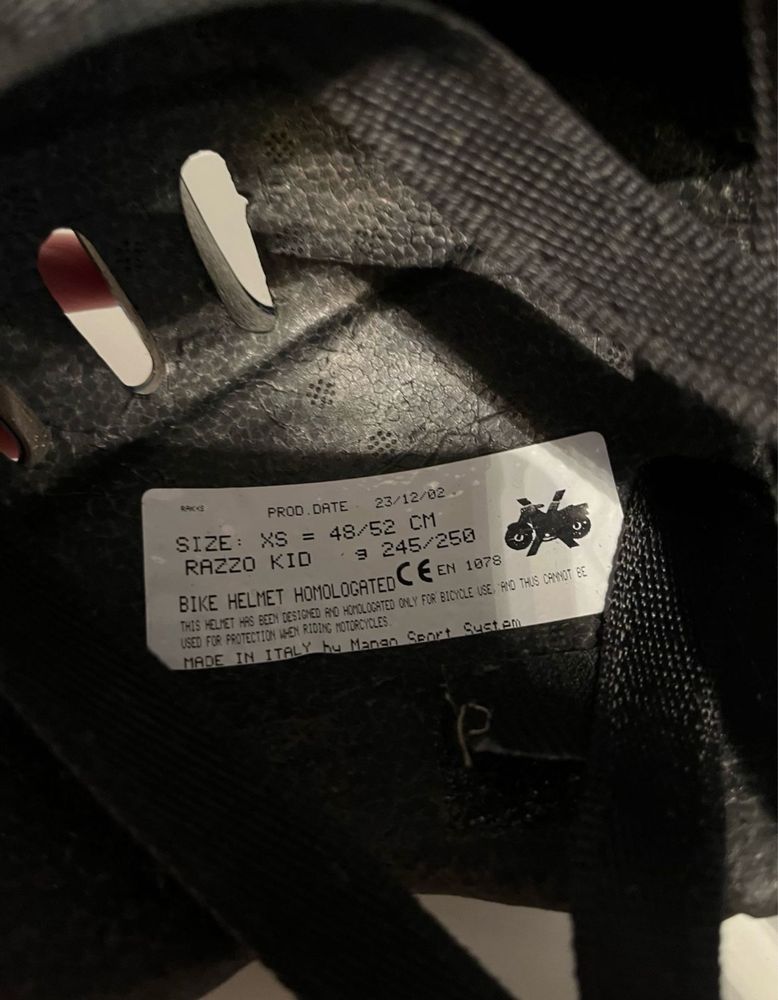 PROD.DATE 23/12/02
SIZE: XS = 48/52 CM
RAZZO KID g 245/250
BIKE HELMET HOMOLOGATED CE EN 1078
THIS HELMET HAS BEEN DESIGNED AND HOMOLOGATED ONLY FOR BICYCLE USE, AND THUS CANNOT BE
USED FOR PROTECTION WHEN RIDING MOTORCYCLES.
MADE IN ITALY by Mango Sport System